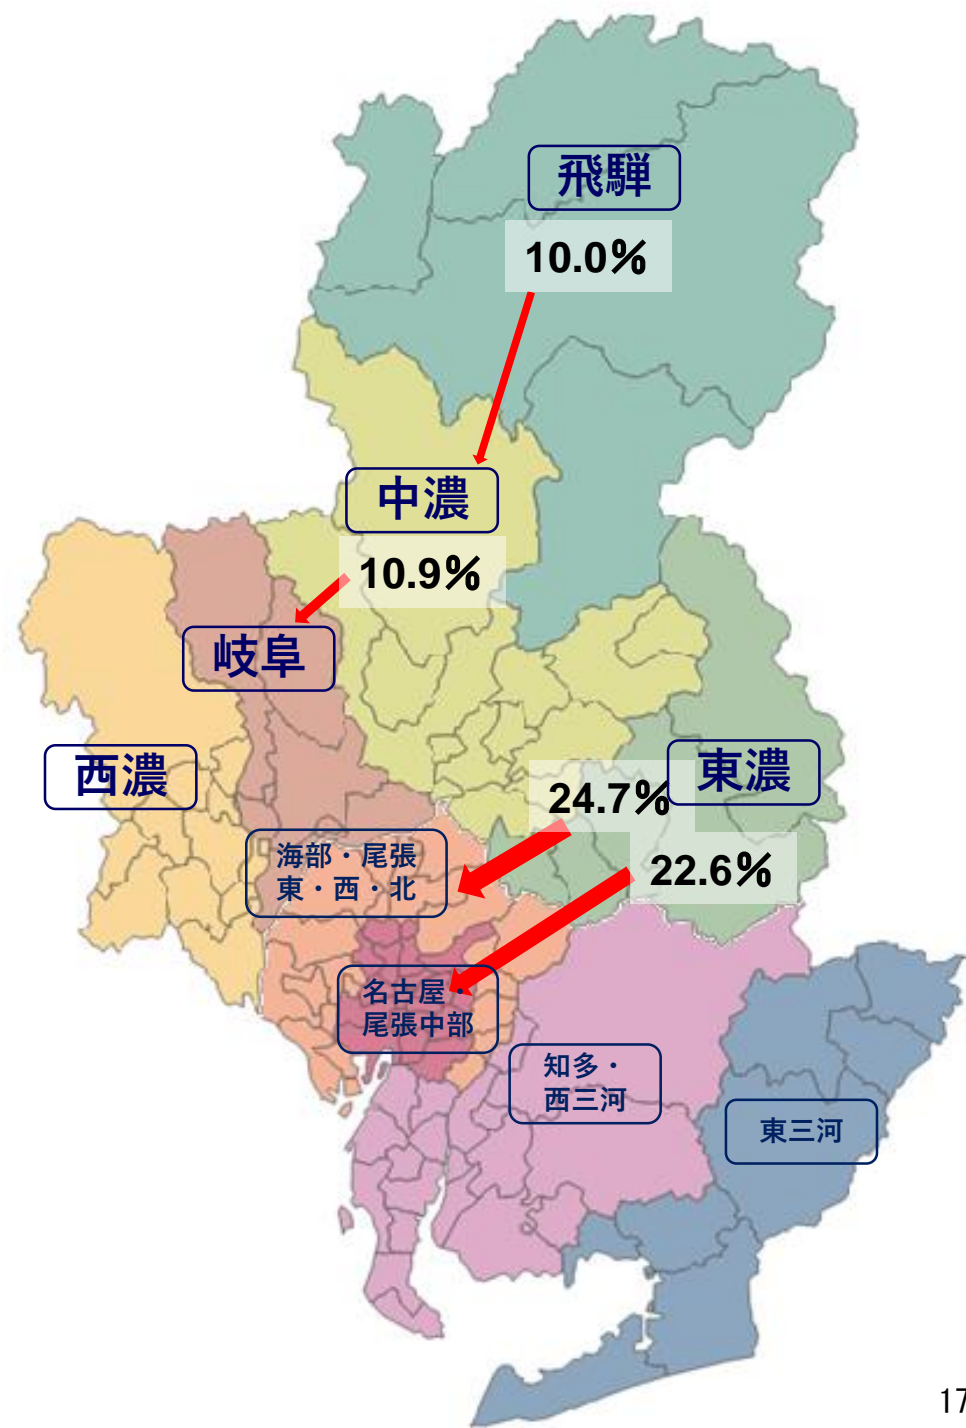 飛騨
10.0％
中濃
10.9％
岐阜
西濃
東濃
24.7％
22.6％
海部・尾張
東・西・北
名古屋・
尾張中部
知多・
西三河
東三河
17